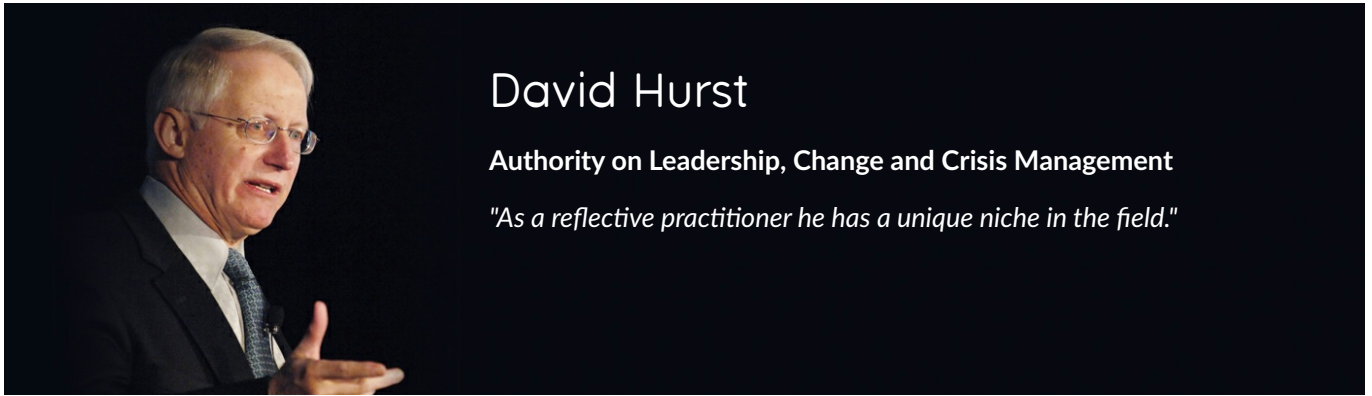 David Hurst
Authority on Leadership, Change and Crisis Management
"As a reflective practitioner he has a unique niche in the field."